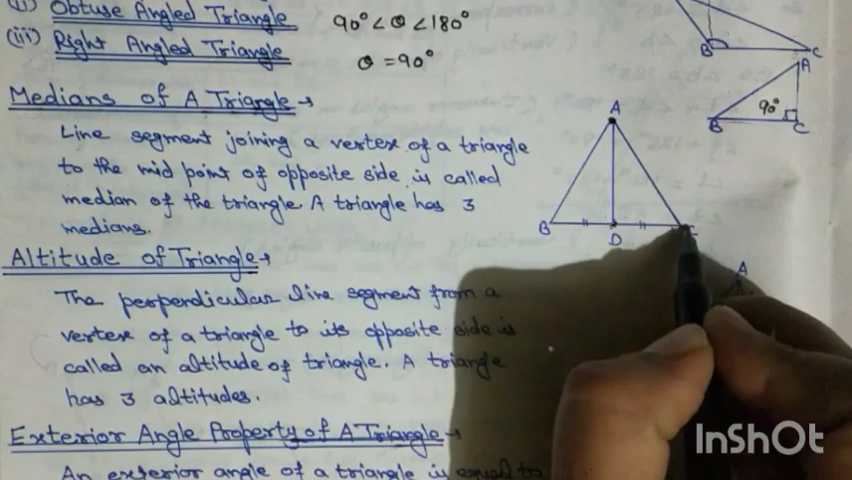 (ii) Obtuse Angled Triangle 90° < θ < 180°
(iii) Right Angled Triangle θ = 90°
B C
A
90°
B C
Medians of A Triangle →
Line segment joining a vertex of a triangle
to the mid point of opposite side is called
median of the triangle. A triangle has 3
medians.
A
B D C
Altitude of Triangle →
The perpendicular line segment from a
vertex of a triangle to its opposite side is
called an altitude of triangle. A triangle
has 3 altitudes.
A
Exterior Angle Property of A Triangle →
An exterior angle of a triangle is equal to
InShOt